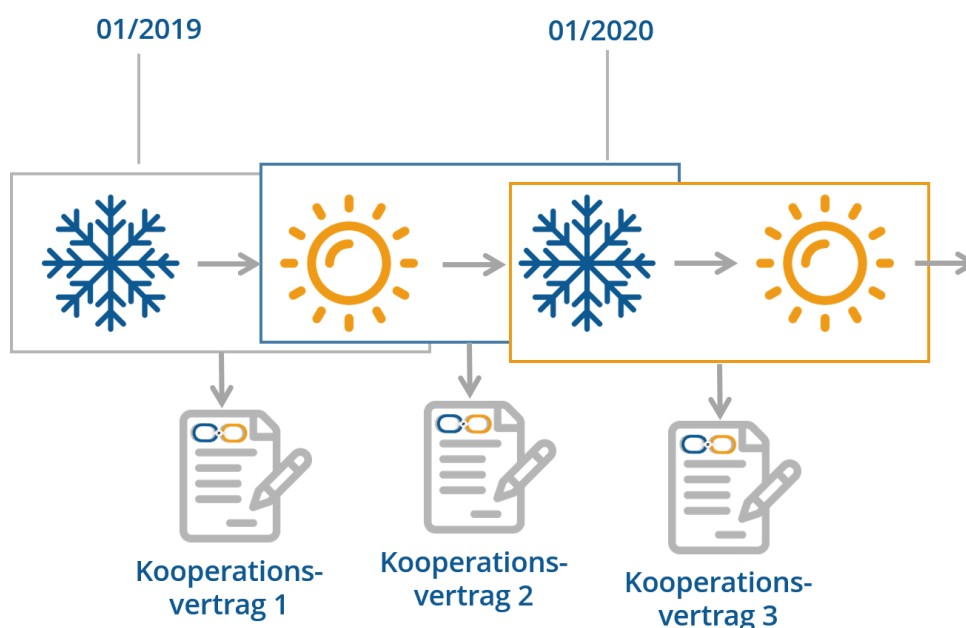 01/2019
01/2020
Kooperations-
vertrag 1
Kooperations-
vertrag 2
Kooperations-
vertrag 3